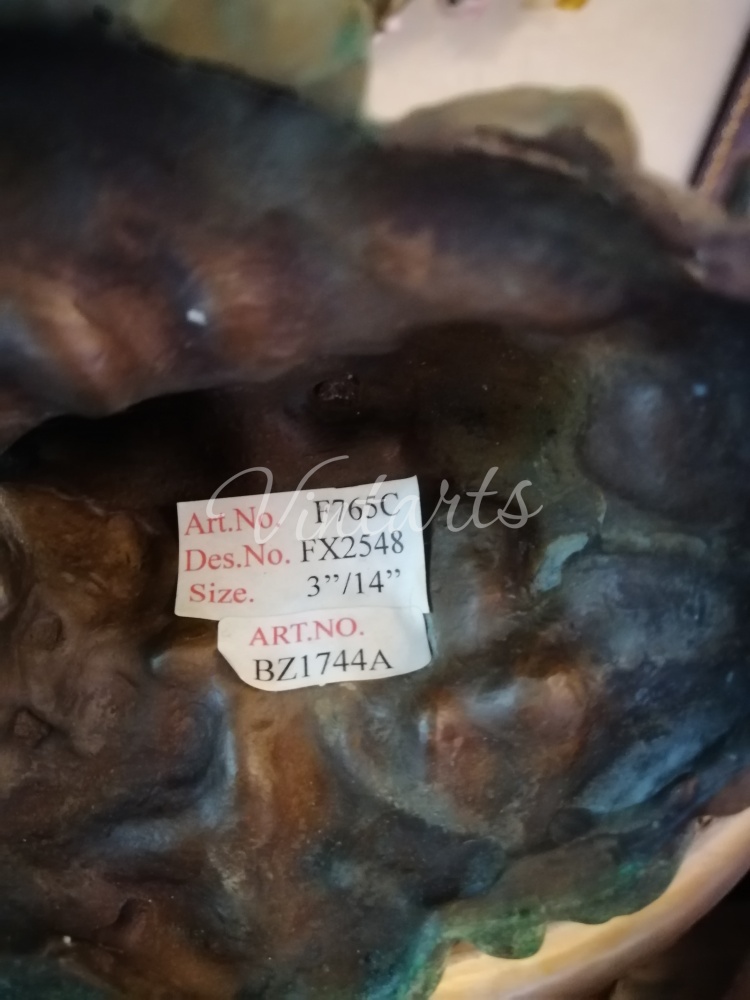 Vintarts
Art.No. F765C
Des.No. FX2548
Size. 3”/14”
ART.NO.
BZ1744A